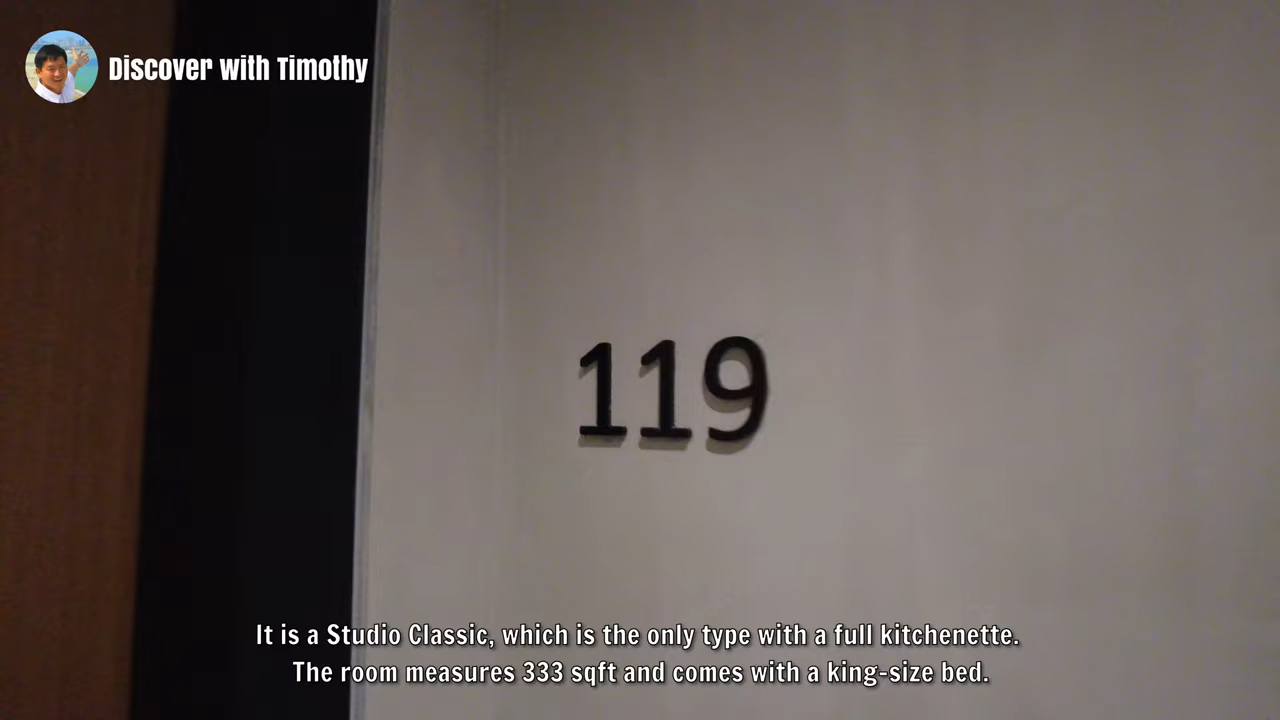 Discover with Timothy
119
It is a Studio Classic, which is the only type with a full kitchenette.
The room measures 333 sqft and comes with a king-size bed.